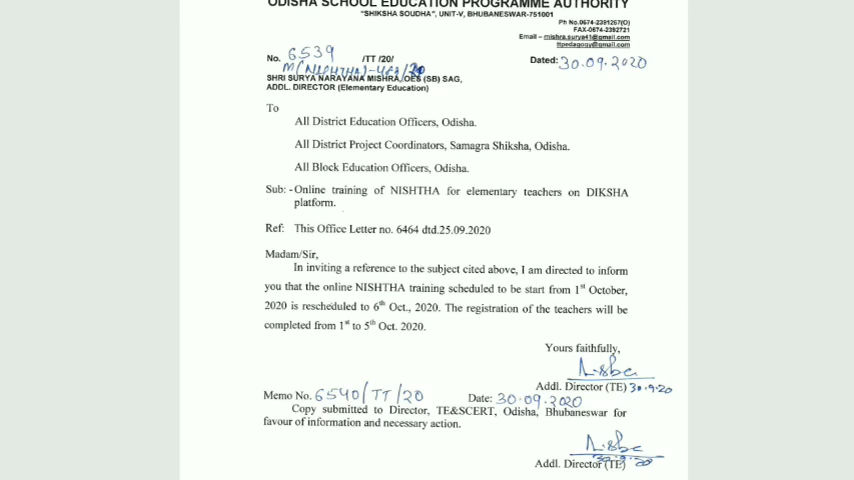 ODISHA SCHOOL EDUCATION PROGRAMME AUTHORITY
"SHIKSHA SOUDHA", UNIT-V, BHUBANESWAR-751001
Ph No.0674-2391257(O)
FAX-0674-2392721
Email – mishra.surya41@gmail.com
ttpedagogy@gmail.com
No. 6539 /TT /20/ Dated: 30.09.2020
M(NISHTHA)
SHRI SURYA NARAYANA MISHRA, OES (SB) SAG,
ADDL. DIRECTOR (Elementary Education)
To
All District Education Officers, Odisha.
All District Project Coordinators, Samagra Shiksha, Odisha.
All Block Education Officers, Odisha.
Sub: -Online training of NISHTHA for elementary teachers on DIKSHA
platform.
Ref: This Office Letter no. 6464 dtd.25.09.2020
Madam/Sir,
In inviting a reference to the subject cited above, I am directed to inform
you that the online NISHTHA training scheduled to be start from 1st October,
2020 is rescheduled to 6th Oct., 2020. The registration of the teachers will be
completed from 1st to 5th Oct. 2020.
Yours faithfully,
Addl. Director (TE) 30.9.20
Memo No. 6540/TT/20 Date: 30.09.2020
Copy submitted to Director, TE&SCERT, Odisha, Bhubaneswar for
favour of information and necessary action.
Addl. Director (TE)